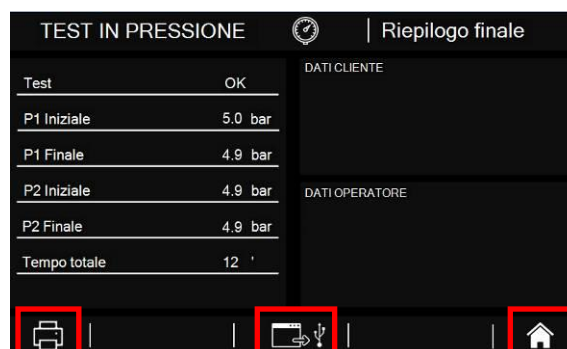 TEST IN PRESSIONE
Riepilogo finale
Test OK
P1 Iniziale 5.0 bar
P1 Finale 4.9 bar
P2 Iniziale 4.9 bar
P2 Finale 4.9 bar
Tempo totale 12 '
DATI CLIENTE
DATI OPERATORE